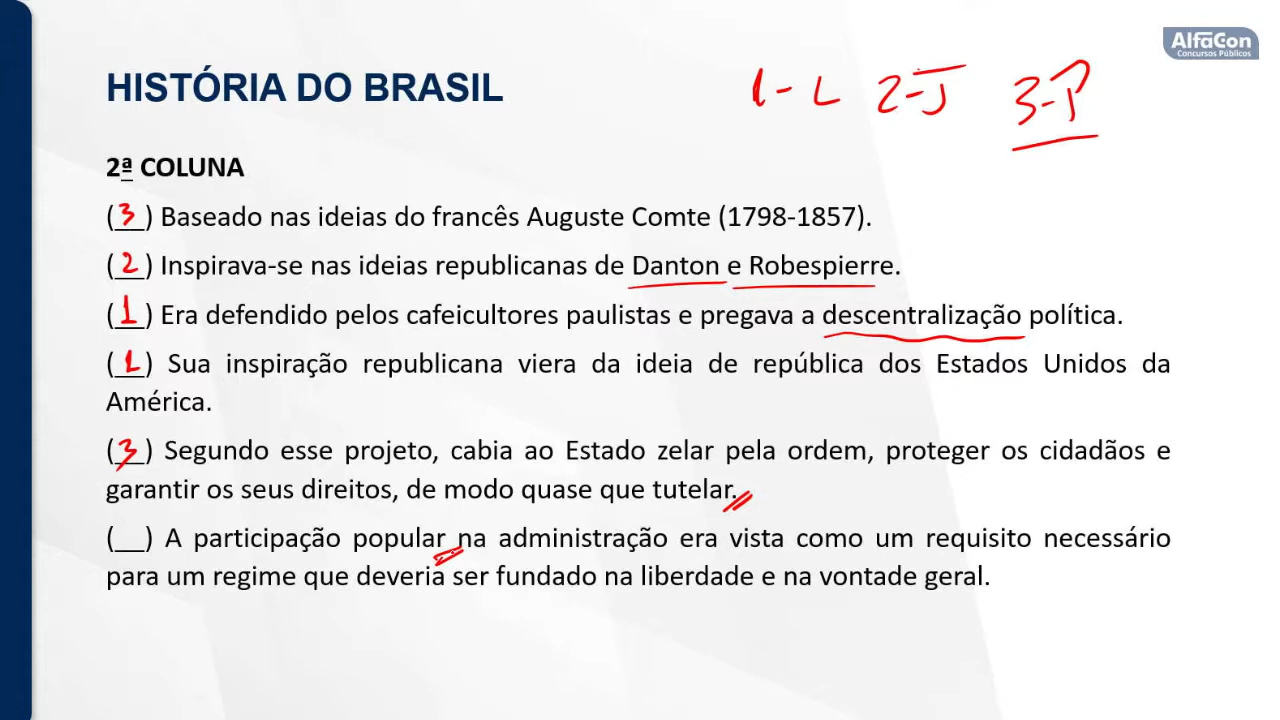 AlfaCon
Concursos Públicos
HISTÓRIA DO BRASIL
1-L 2-J 3-P
2ª COLUNA
(3) Baseado nas ideias do francês Auguste Comte (1798-1857).
(2) Inspirava-se nas ideias republicanas de Danton e Robespierre.
(1) Era defendido pelos cafeicultores paulistas e pregava a descentralização política.
(1) Sua inspiração republicana viera da ideia de república dos Estados Unidos da
América.
(3) Segundo esse projeto, cabia ao Estado zelar pela ordem, proteger os cidadãos e
garantir os seus direitos, de modo quase que tutelar.
(__) A participação popular na administração era vista como um requisito necessário
para um regime que deveria ser fundado na liberdade e na vontade geral.